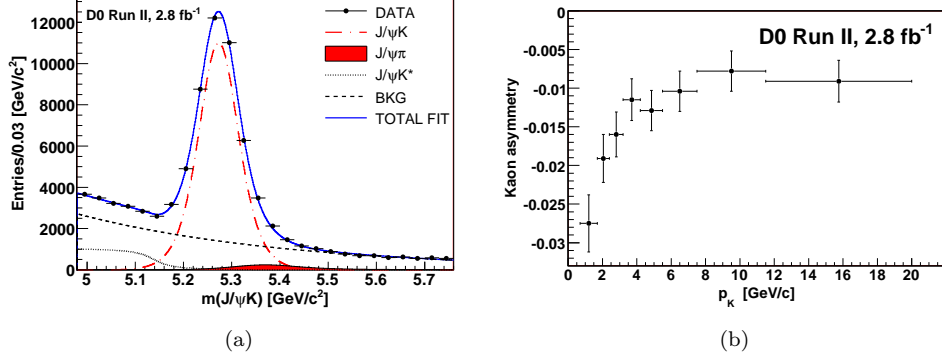 D0 Run II, 2.8 fb⁻¹
DATA
J/ψK
J/ψπ
J/ψK*
BKG
TOTAL FIT
Entries/0.03 [GeV/c²]
12000
10000
8000
6000
4000
2000
0
5 5.1 5.2 5.3 5.4 5.5 5.6 5.7
m(J/ψK) [GeV/c²]
(a)
D0 Run II, 2.8 fb⁻¹
Kaon asymmetry
-0
-0.005
-0.01
-0.015
-0.02
-0.025
-0.03
0 2 4 6 8 10 12 14 16 18 20
p_K [GeV/c]
(b)